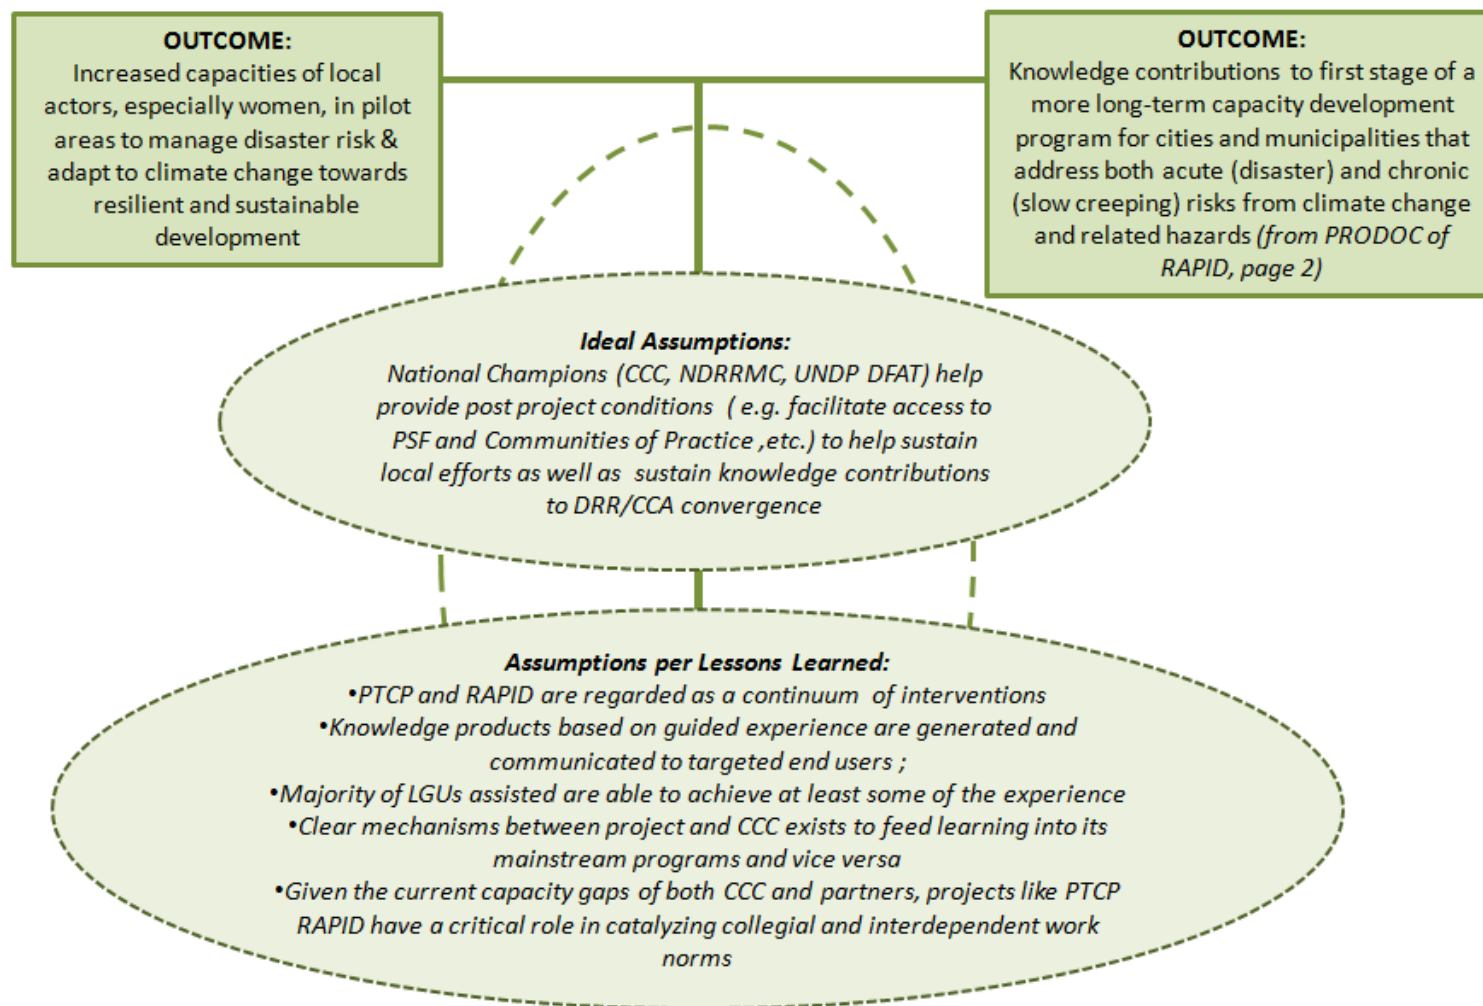 OUTCOME:
Increased capacities of local
actors, especially women, in pilot
areas to manage disaster risk &
adapt to climate change towards
resilient and sustainable
development
OUTCOME:
Knowledge contributions to first stage of a
more long-term capacity development
program for cities and municipalities that
address both acute (disaster) and chronic
(slow creeping) risks from climate change
and related hazards (from PRODOC of
RAPID, page 2)
Ideal Assumptions:
National Champions (CCC, NDRRMC, UNDP DFAT) help
provide post project conditions ( e.g. facilitate access to
PSF and Communities of Practice ,etc.) to help sustain
local efforts as well as sustain knowledge contributions
to DRR/CCA convergence
Assumptions per Lessons Learned:
•PTCP and RAPID are regarded as a continuum of interventions
•Knowledge products based on guided experience are generated and
communicated to targeted end users ;
•Majority of LGUs assisted are able to achieve at least some of the experience
•Clear mechanisms between project and CCC exists to feed learning into its
mainstream programs and vice versa
•Given the current capacity gaps of both CCC and partners, projects like PTCP
RAPID have a critical role in catalyzing collegial and interdependent work
norms